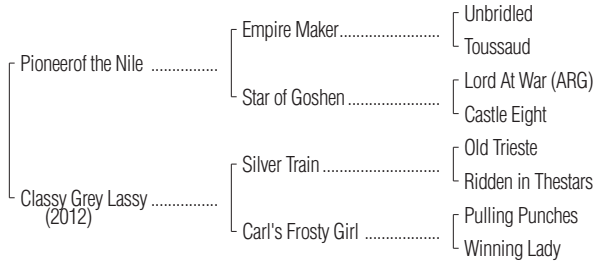 Unbridled
Empire Maker....................
Toussaud
Pioneerof the Nile .............
Lord At War (ARG)
Star of Goshen..................
Castle Eight
Old Trieste
Silver Train.......................
Ridden in Thestars
Classy Grey Lassy .............
(2012)
Pulling Punches
Carl's Frosty Girl ...............
Winning Lady